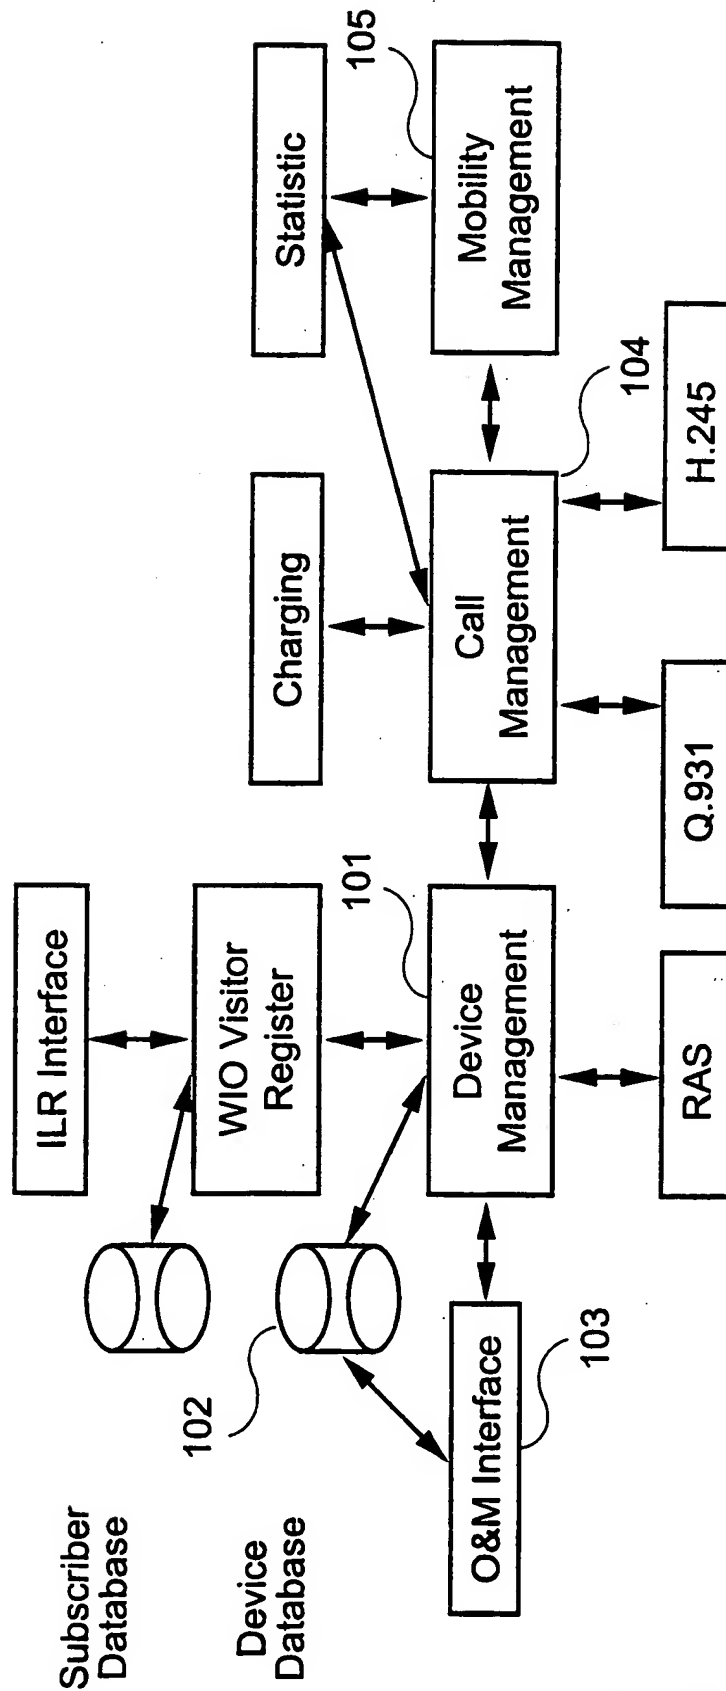 Subscriber
Database
ILR Interface
WIO Visitor
Register
Device
Database
102
101
Charging
Statistic
105
O&M Interface
103
Device
Management
Call
Management
104
Mobility
Management
RAS
Q.931
H.245